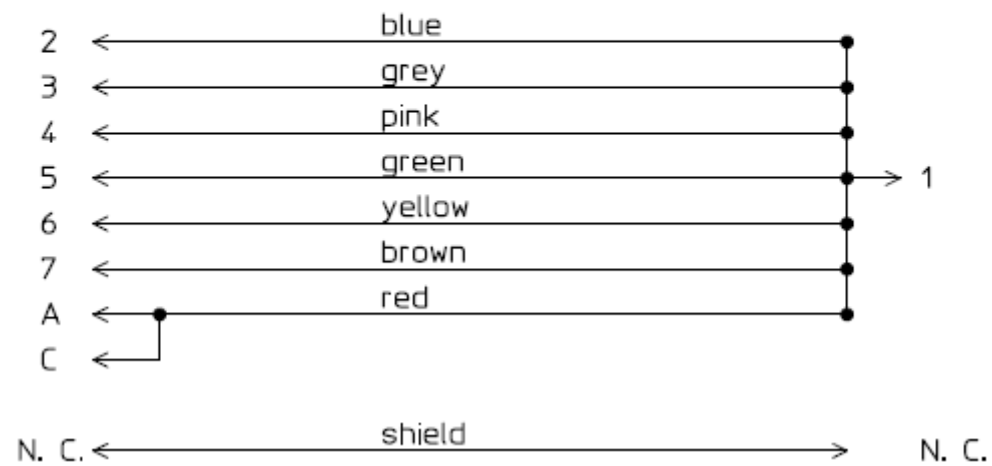 blue
2
grey
3
pink
4
green
5 1
yellow
6
brown
7
red
A
C
shield
N. C. N. C.